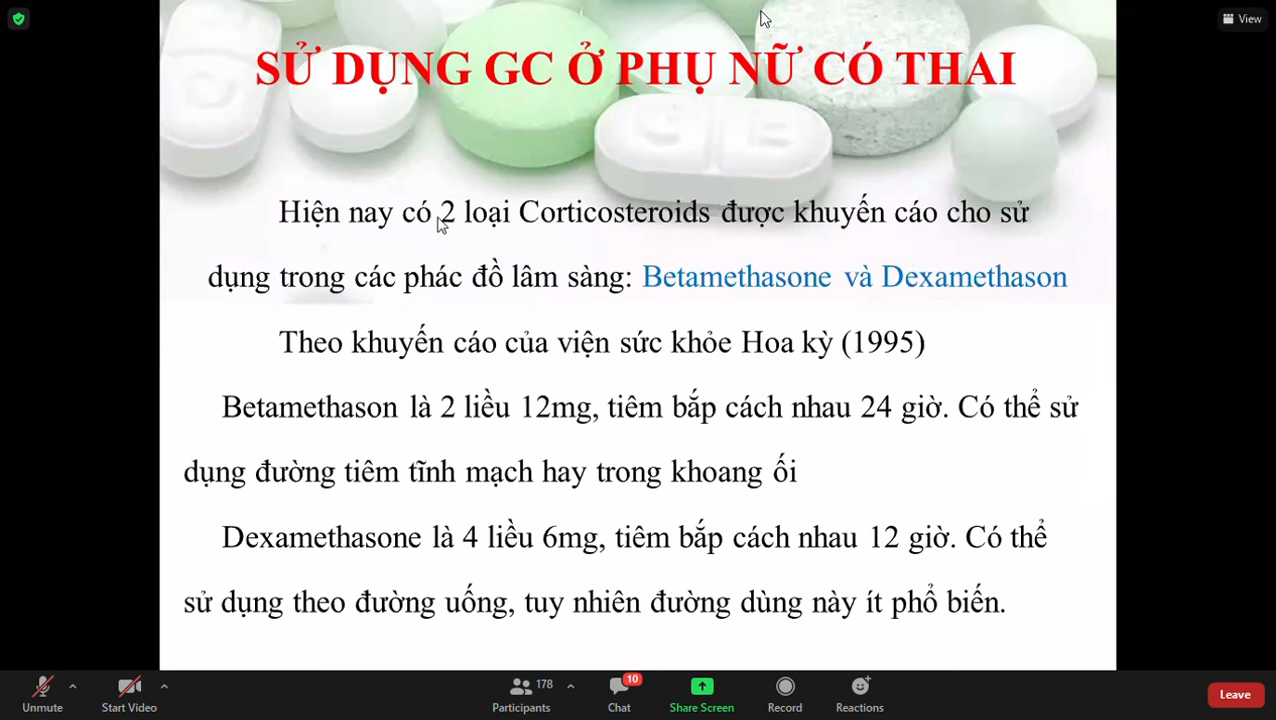 View
SỬ DỤNG GC Ở PHỤ NỮ CÓ THAI
Hiện nay có 2 loại Corticosteroids được khuyến cáo cho sử
dụng trong các phác đồ lâm sàng: Betamethasone và Dexamethason
Theo khuyến cáo của viện sức khỏe Hoa kỳ (1995)
Betamethason là 2 liều 12mg, tiêm bắp cách nhau 24 giờ. Có thể sử
dụng đường tiêm tĩnh mạch hay trong khoang ối
Dexamethasone là 4 liều 6mg, tiêm bắp cách nhau 12 giờ. Có thể
sử dụng theo đường uống, tuy nhiên đường dùng này ít phổ biến.
Unmute
Start Video
178
Participants
10
Chat
Share Screen
Record
Reactions
Leave